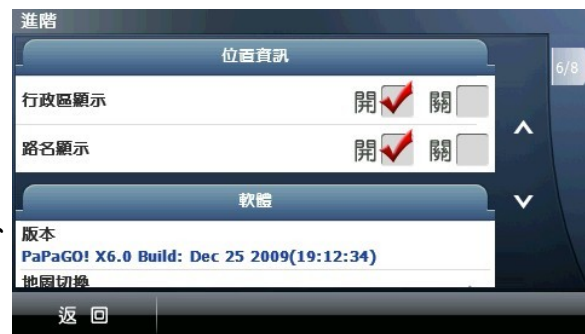 進階
位置資訊
6/8
行政區顯示 開 關
路名顯示 開 關
軟體
版本
PaPaGO! X6.0 Build: Dec 25 2009(19:12:34)
地圖切換
返回